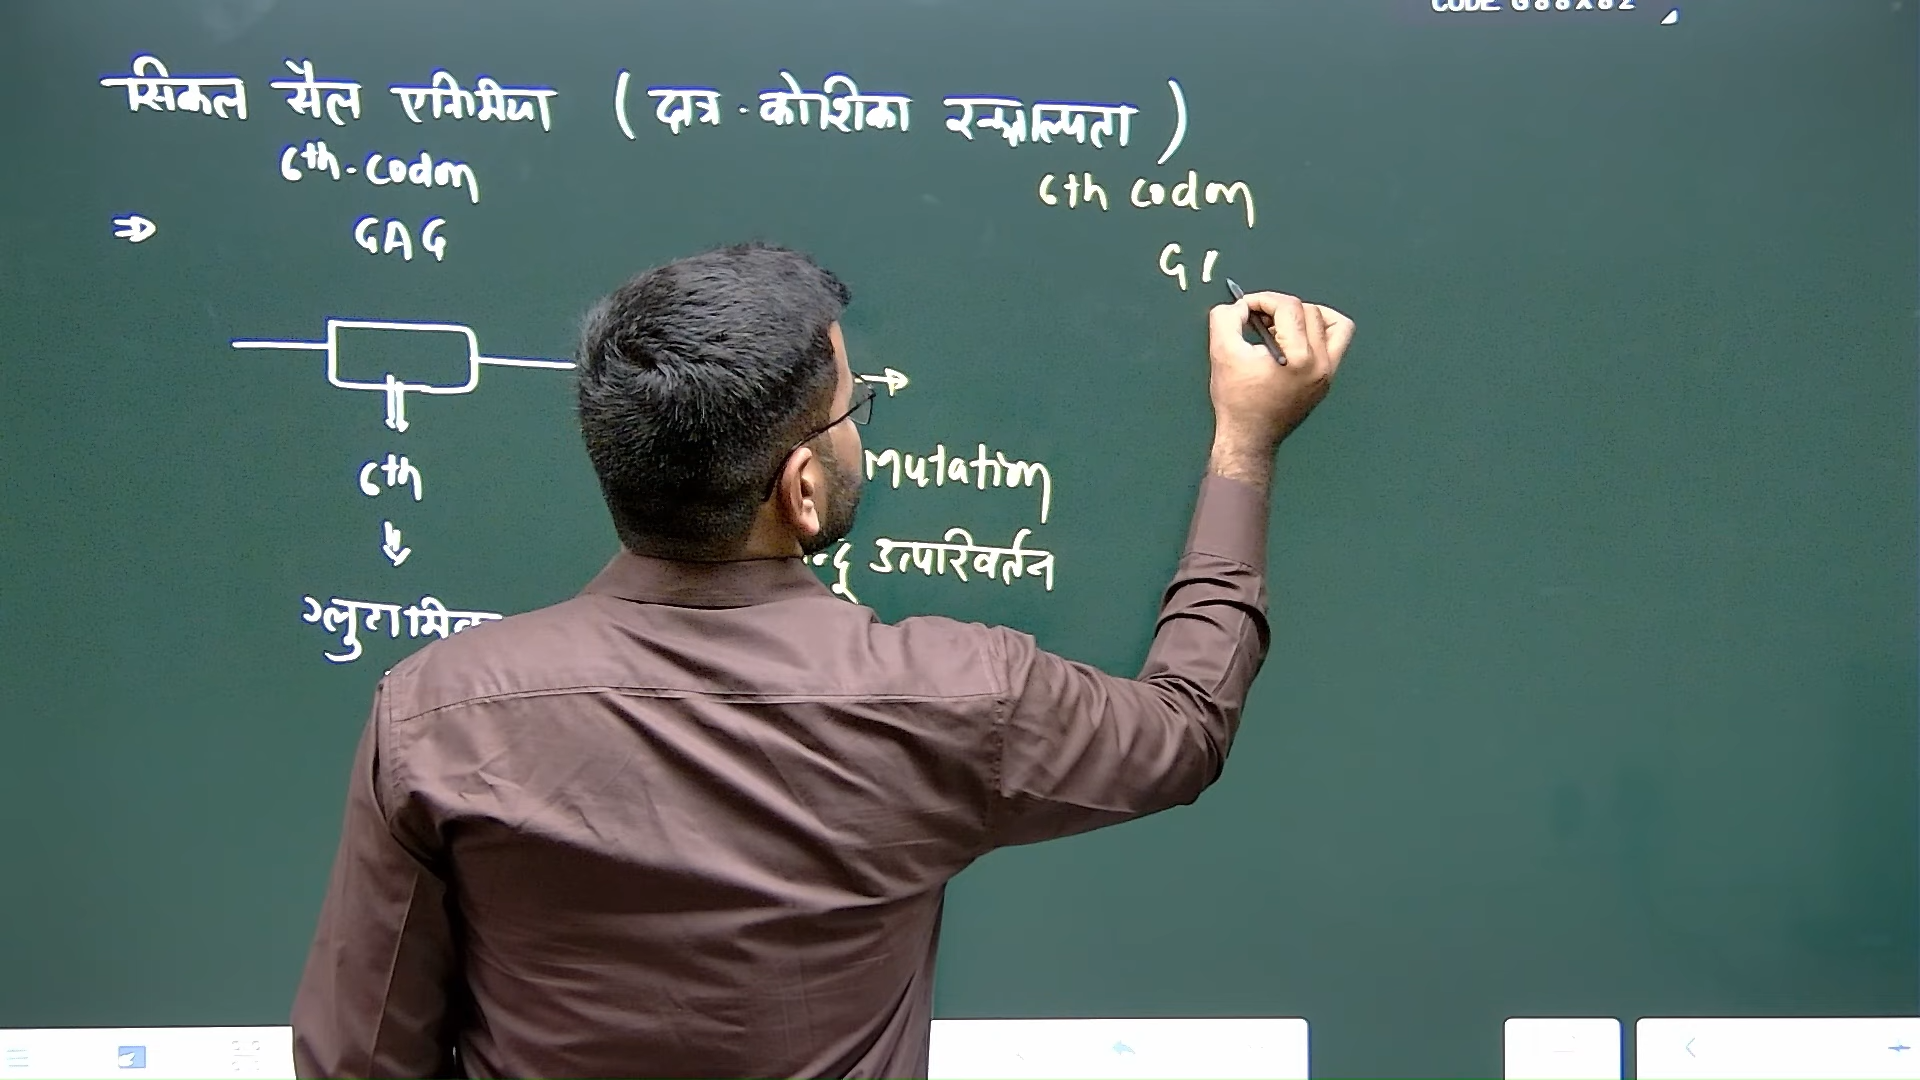 सिकल सैल एनिमिया ( दात्र - कोशिका रक्ताल्पता )
6th - codon
6th codon
⇒ GAG
G
6th
Mutation
उत्परिवर्तन
ग्लुटामिक